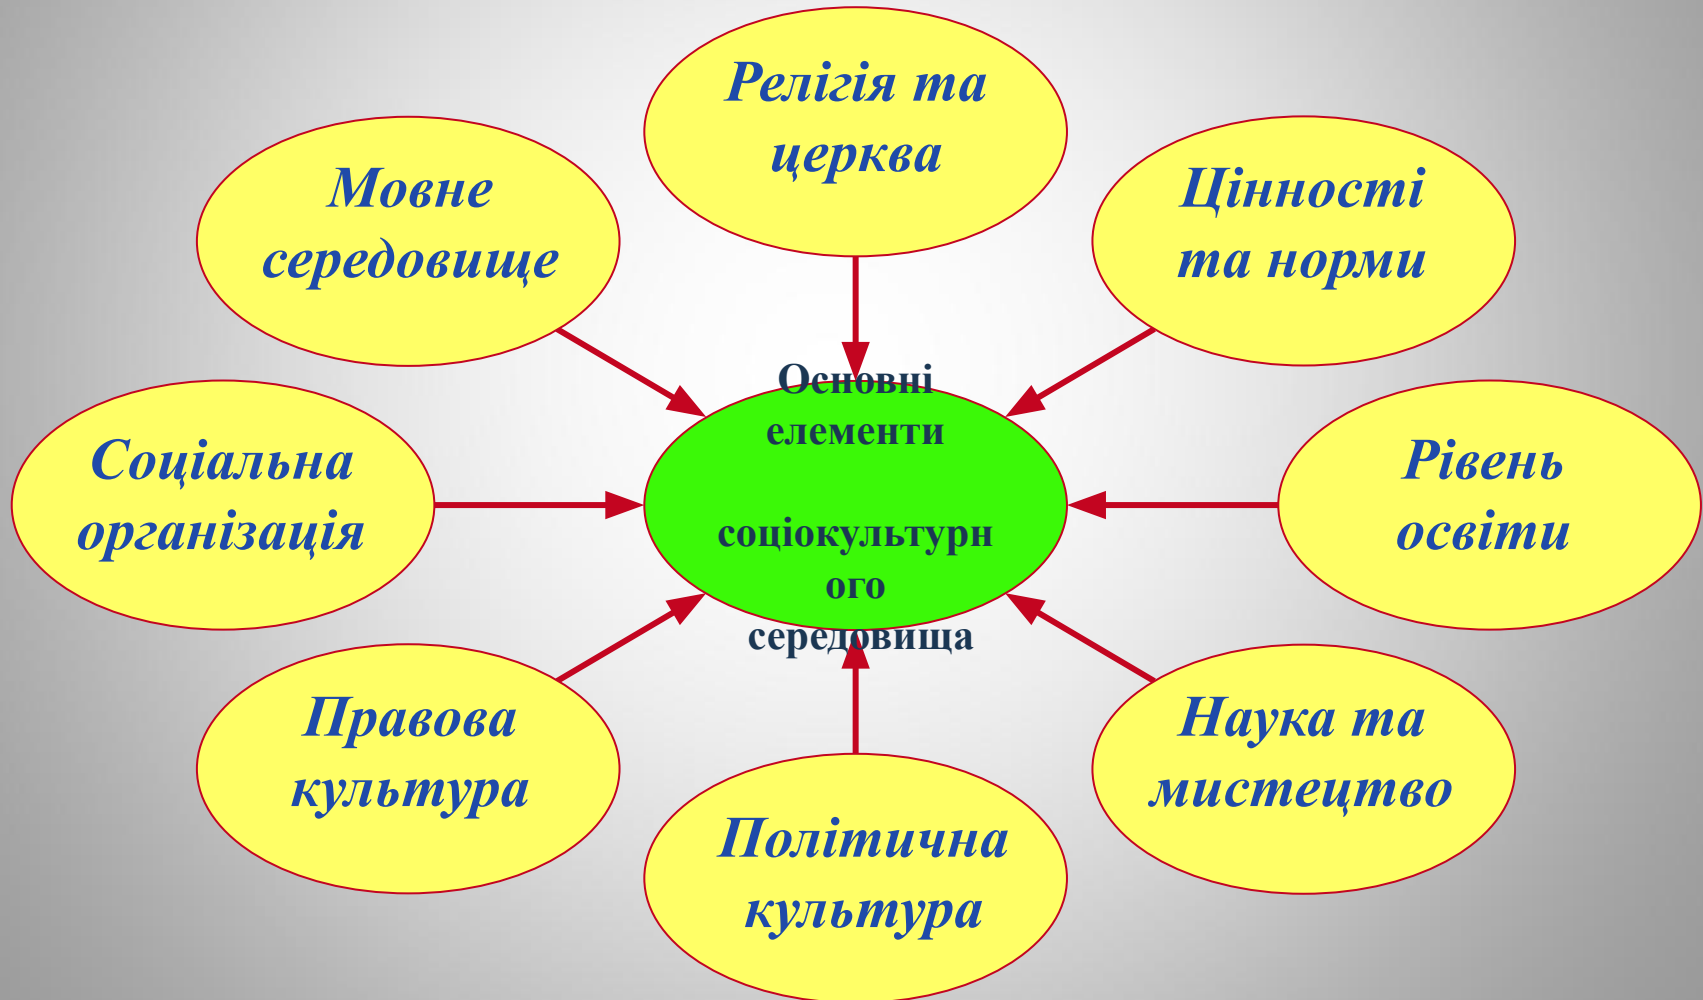 Релігія та
церква
Мовне
середовище
Цінності
та норми
Основні
елементи
соціокультурн
ого
середовища
Соціальна
організація
Рівень
освіти
Правова
культура
Наука та
мистецтво
Політична
культура